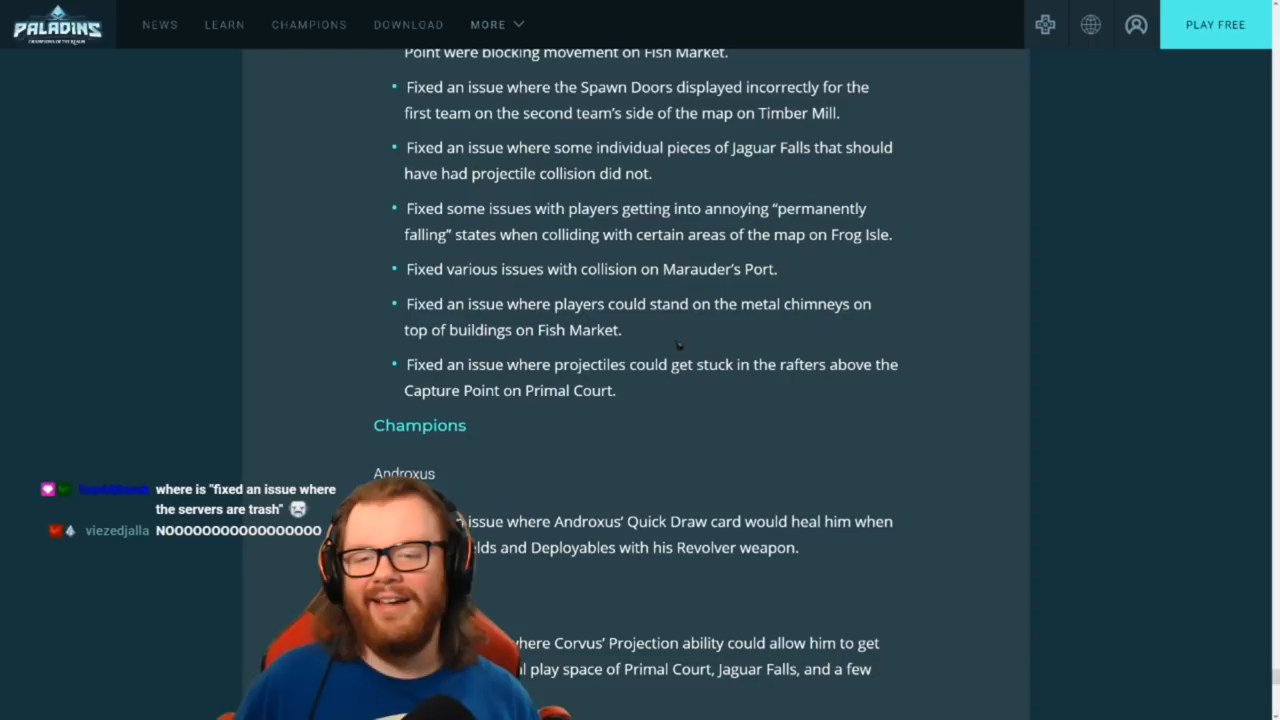 PALADINS
CHAMPIONS OF THE REALM
NEWS
LEARN
CHAMPIONS
DOWNLOAD
MORE
PLAY FREE
Point were blocking movement on Fish Market.
• Fixed an issue where the Spawn Doors displayed incorrectly for the
first team on the second team's side of the map on Timber Mill.
• Fixed an issue where some individual pieces of Jaguar Falls that should
have had projectile collision did not.
• Fixed some issues with players getting into annoying “permanently
falling” states when colliding with certain areas of the map on Frog Isle.
• Fixed various issues with collision on Marauder's Port.
• Fixed an issue where players could stand on the metal chimneys on
top of buildings on Fish Market.
• Fixed an issue where projectiles could get stuck in the rafters above the
Capture Point on Primal Court.
Champions
Androxus
issue where Androxus' Quick Draw card would heal him when
lds and Deployables with his Revolver weapon.
where Corvus' Projection ability could allow him to get
l play space of Primal Court, Jaguar Falls, and a few
where is "fixed an issue where
the servers are trash"
viezedjalla NOOOOOOOOOOOOOOOOO